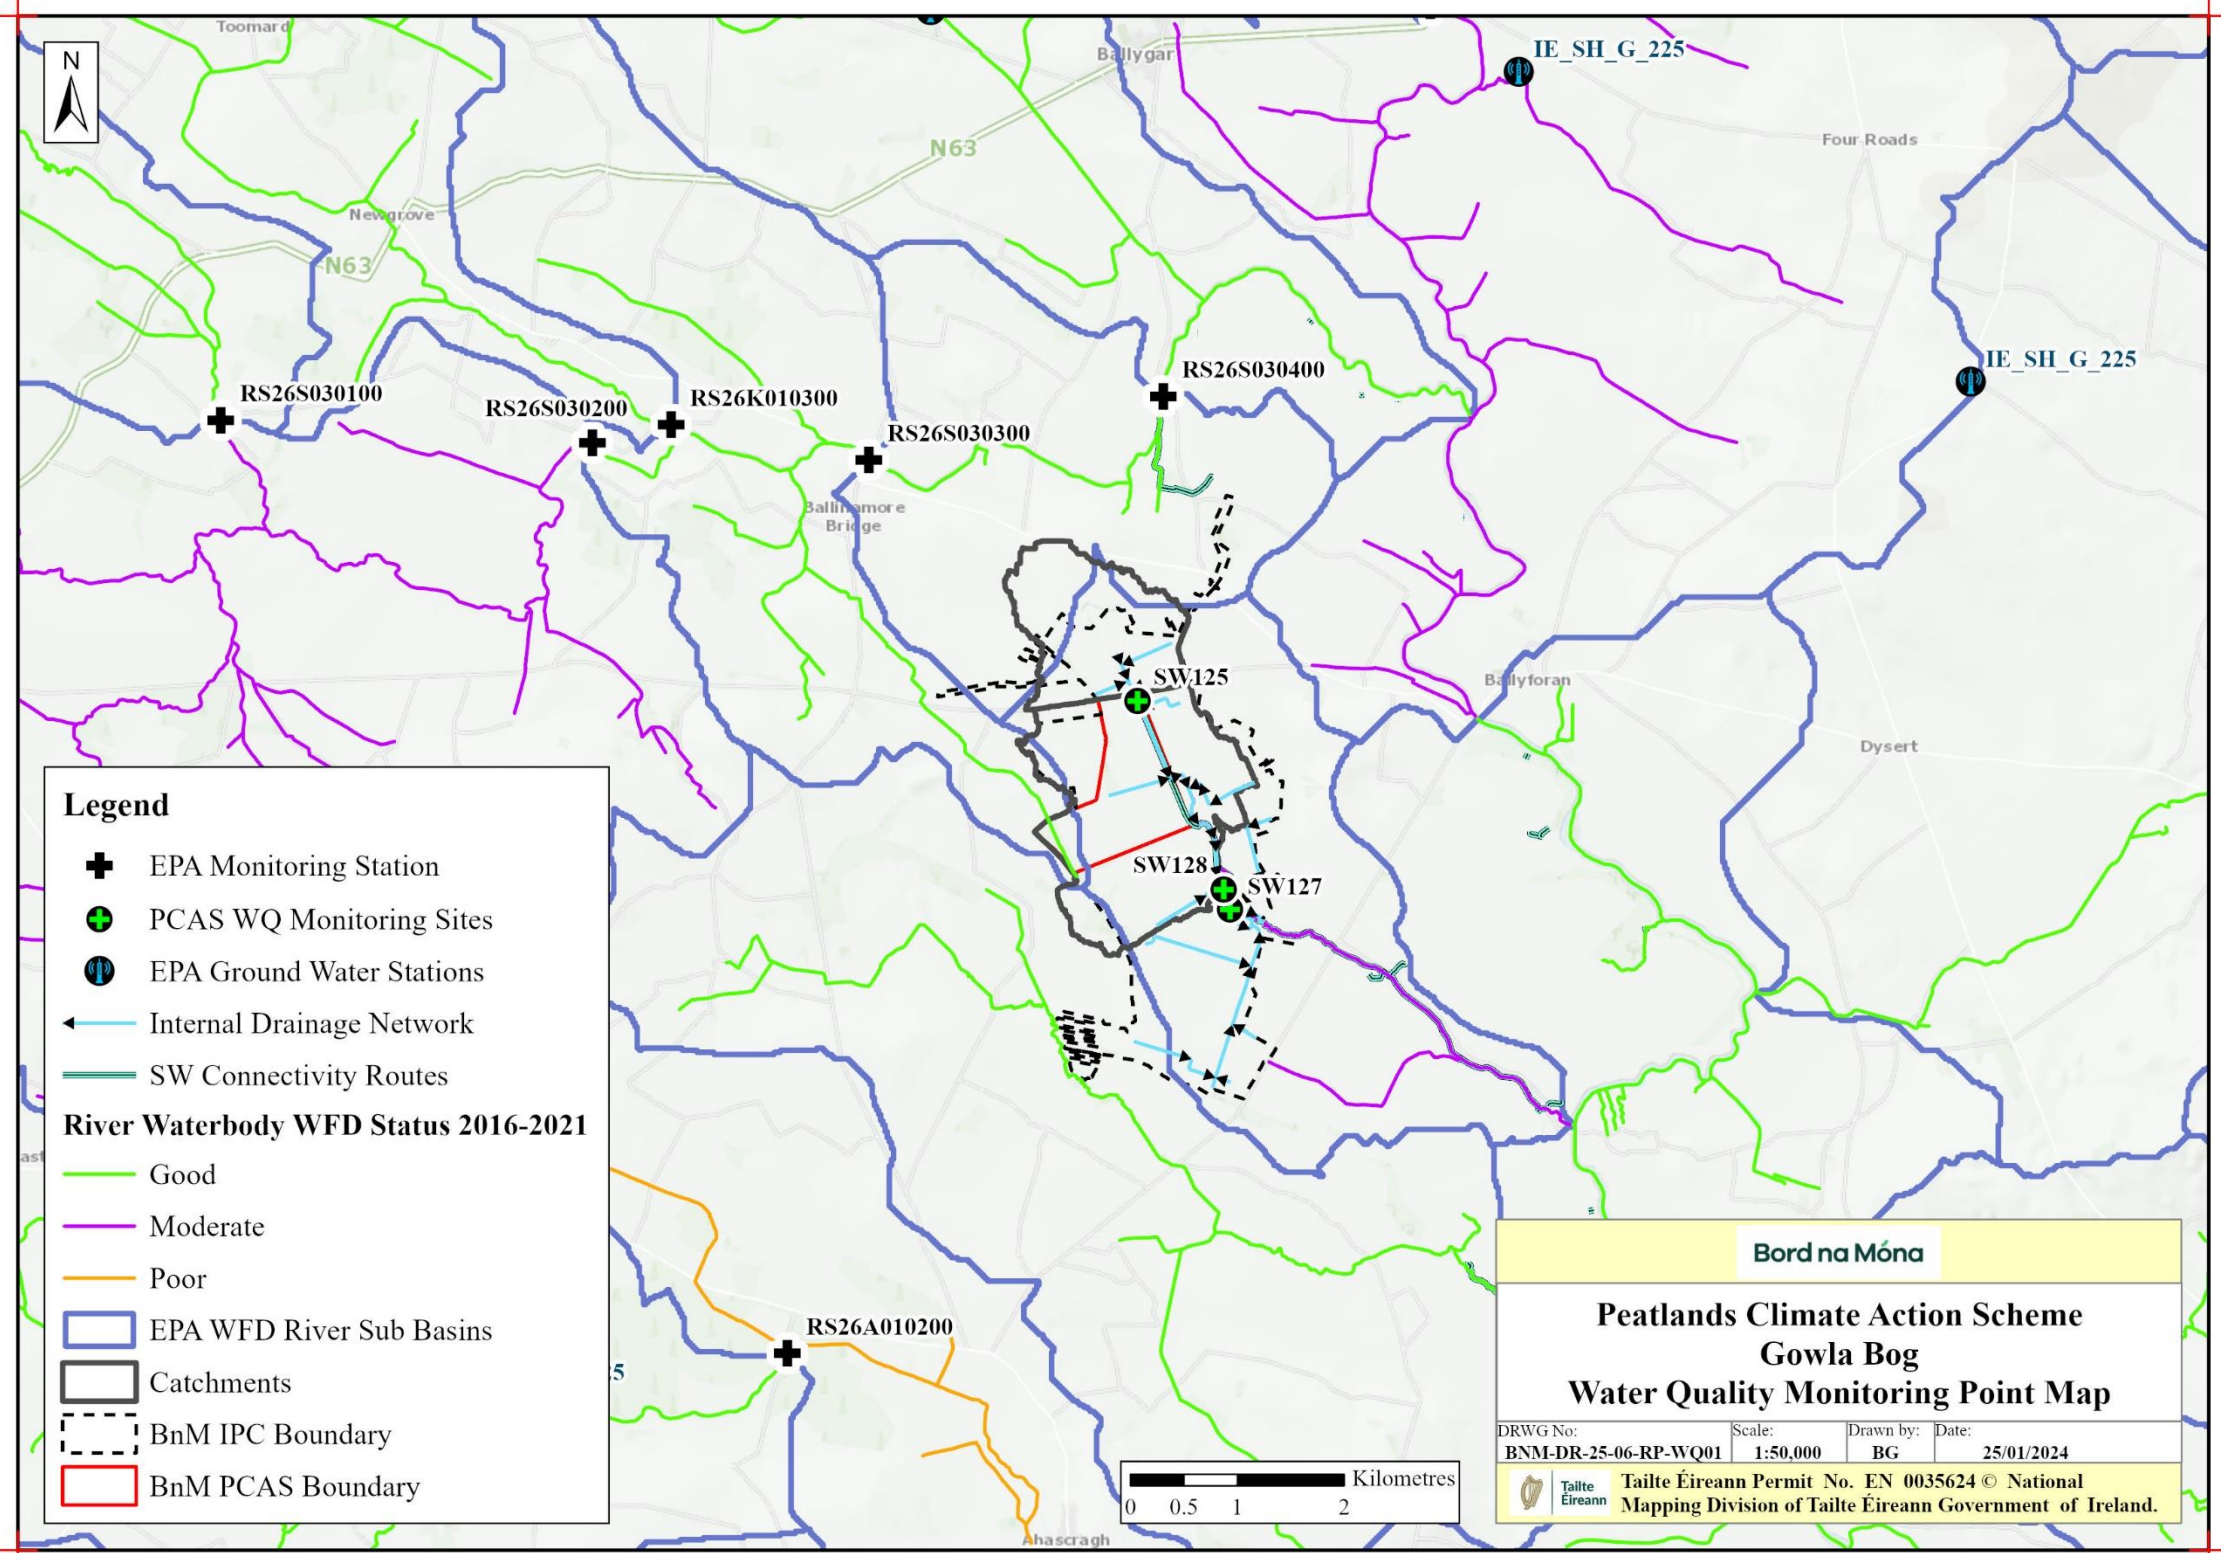 Toomard
Ballygar
IE_SH_G_225
N
N63
Four Roads
Newgrove
N63
IE_SH_G_225
RS26S030100
RS26S030200
RS26K010300
RS26S030300
RS26S030400
Ballinamore
Bridge
SW125
Ballyforan
Dysert
SW128
SW127
Legend
EPA Monitoring Station
PCAS WQ Monitoring Sites
EPA Ground Water Stations
Internal Drainage Network
SW Connectivity Routes
River Waterbody WFD Status 2016-2021
Good
Moderate
Poor
EPA WFD River Sub Basins
Catchments
BnM IPC Boundary
BnM PCAS Boundary
RS26A010200
Ahascragh
Kilometres
0 0.5 1 2
Bord na Móna
Peatlands Climate Action Scheme
Gowla Bog
Water Quality Monitoring Point Map
DRWG No: Scale: Drawn by: Date:
BNM-DR-25-06-RP-WQ01 1:50,000 BG 25/01/2024
Tailte
Éireann
Tailte Éireann Permit No. EN 0035624 © National
Mapping Division of Tailte Éireann Government of Ireland.